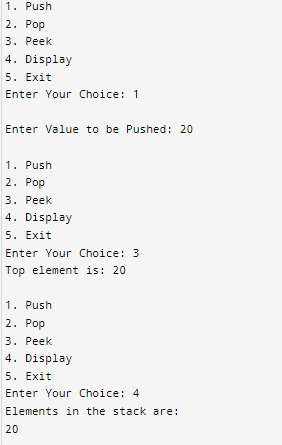 1. Push
2. Pop
3. Peek
4. Display
5. Exit
Enter Your Choice: 1
Enter Value to be Pushed: 20
1. Push
2. Pop
3. Peek
4. Display
5. Exit
Enter Your Choice: 3
Top element is: 20
1. Push
2. Pop
3. Peek
4. Display
5. Exit
Enter Your Choice: 4
Elements in the stack are:
20